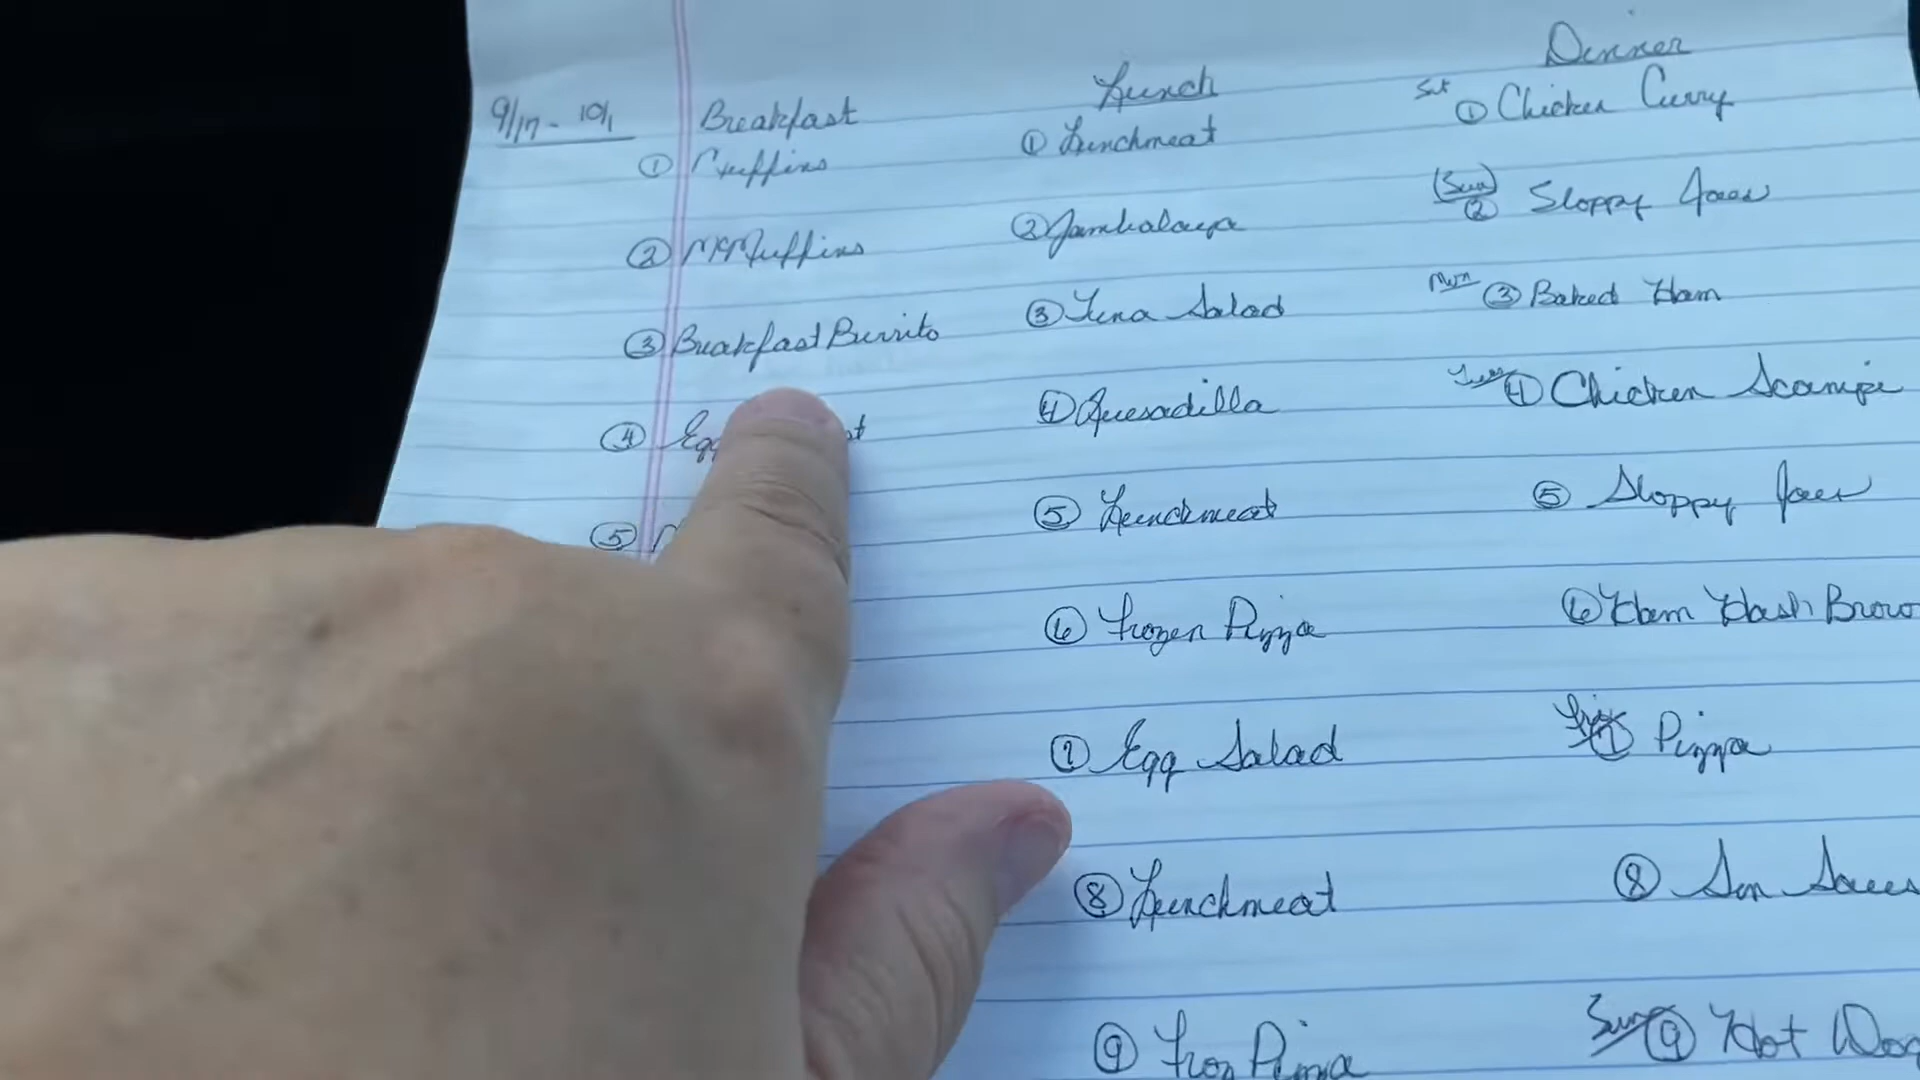 9/17 - 10/1 Breakfast Lunch Dinner
① Muffins ① Lunchmeat Sat ① Chicken Curry
② McMuffins ② Jambalaya (Sun) ② Sloppy Joes
③ Breakfast Burrito ③ Tuna Salad Mon ③ Baked Ham
④ Egg ④ Quesadilla Tues ④ Chicken Scampi
⑤ ⑤ Lunchmeat ⑤ Sloppy Joes
⑥ Frozen Pizza ⑥ Ham Hash Brow
⑦ Egg Salad ⑦ Pizza
⑧ Lunchmeat ⑧
⑨ Froz Pizza Sun ⑨ Hot Dog